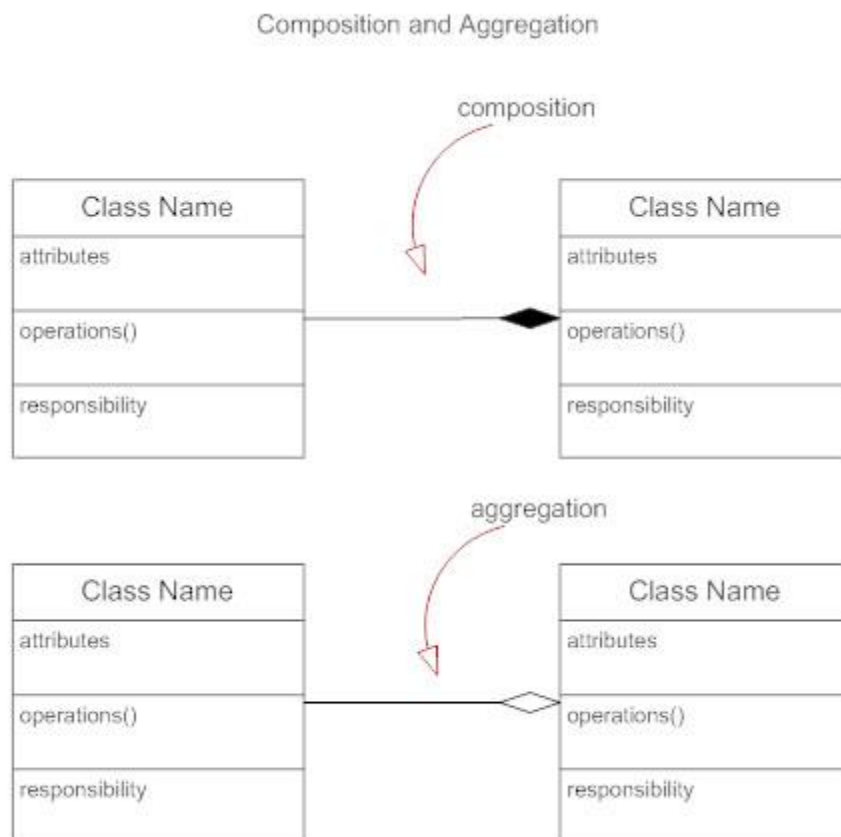 Composition and Aggregation
composition
Class Name
attributes
operations()
responsibility
Class Name
attributes
operations()
responsibility
aggregation
Class Name
attributes
operations()
responsibility
Class Name
attributes
operations()
responsibility